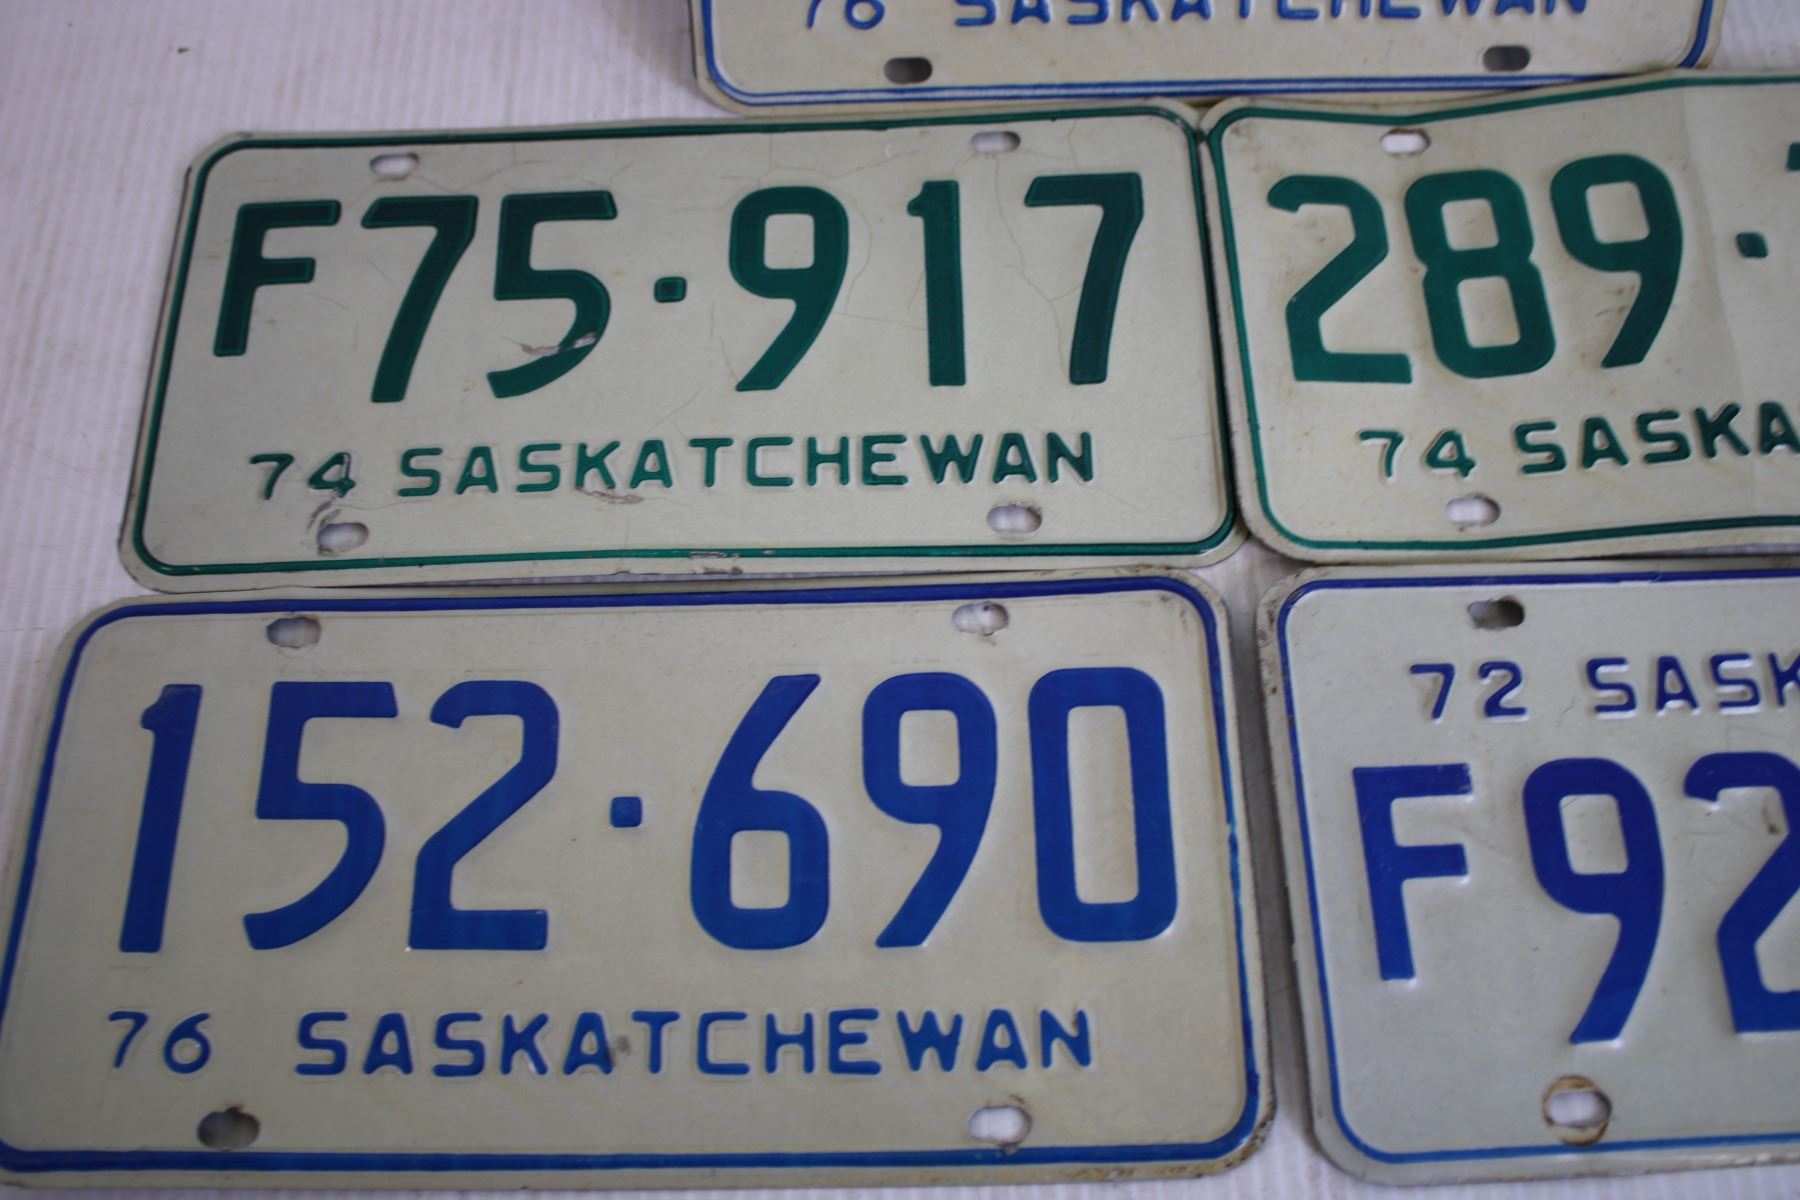 76 SASKATCHEWAN
F75·917
74 SASKATCHEWAN
289·
74 SASKA
152·690
76 SASKATCHEWAN
72 SASK
F92